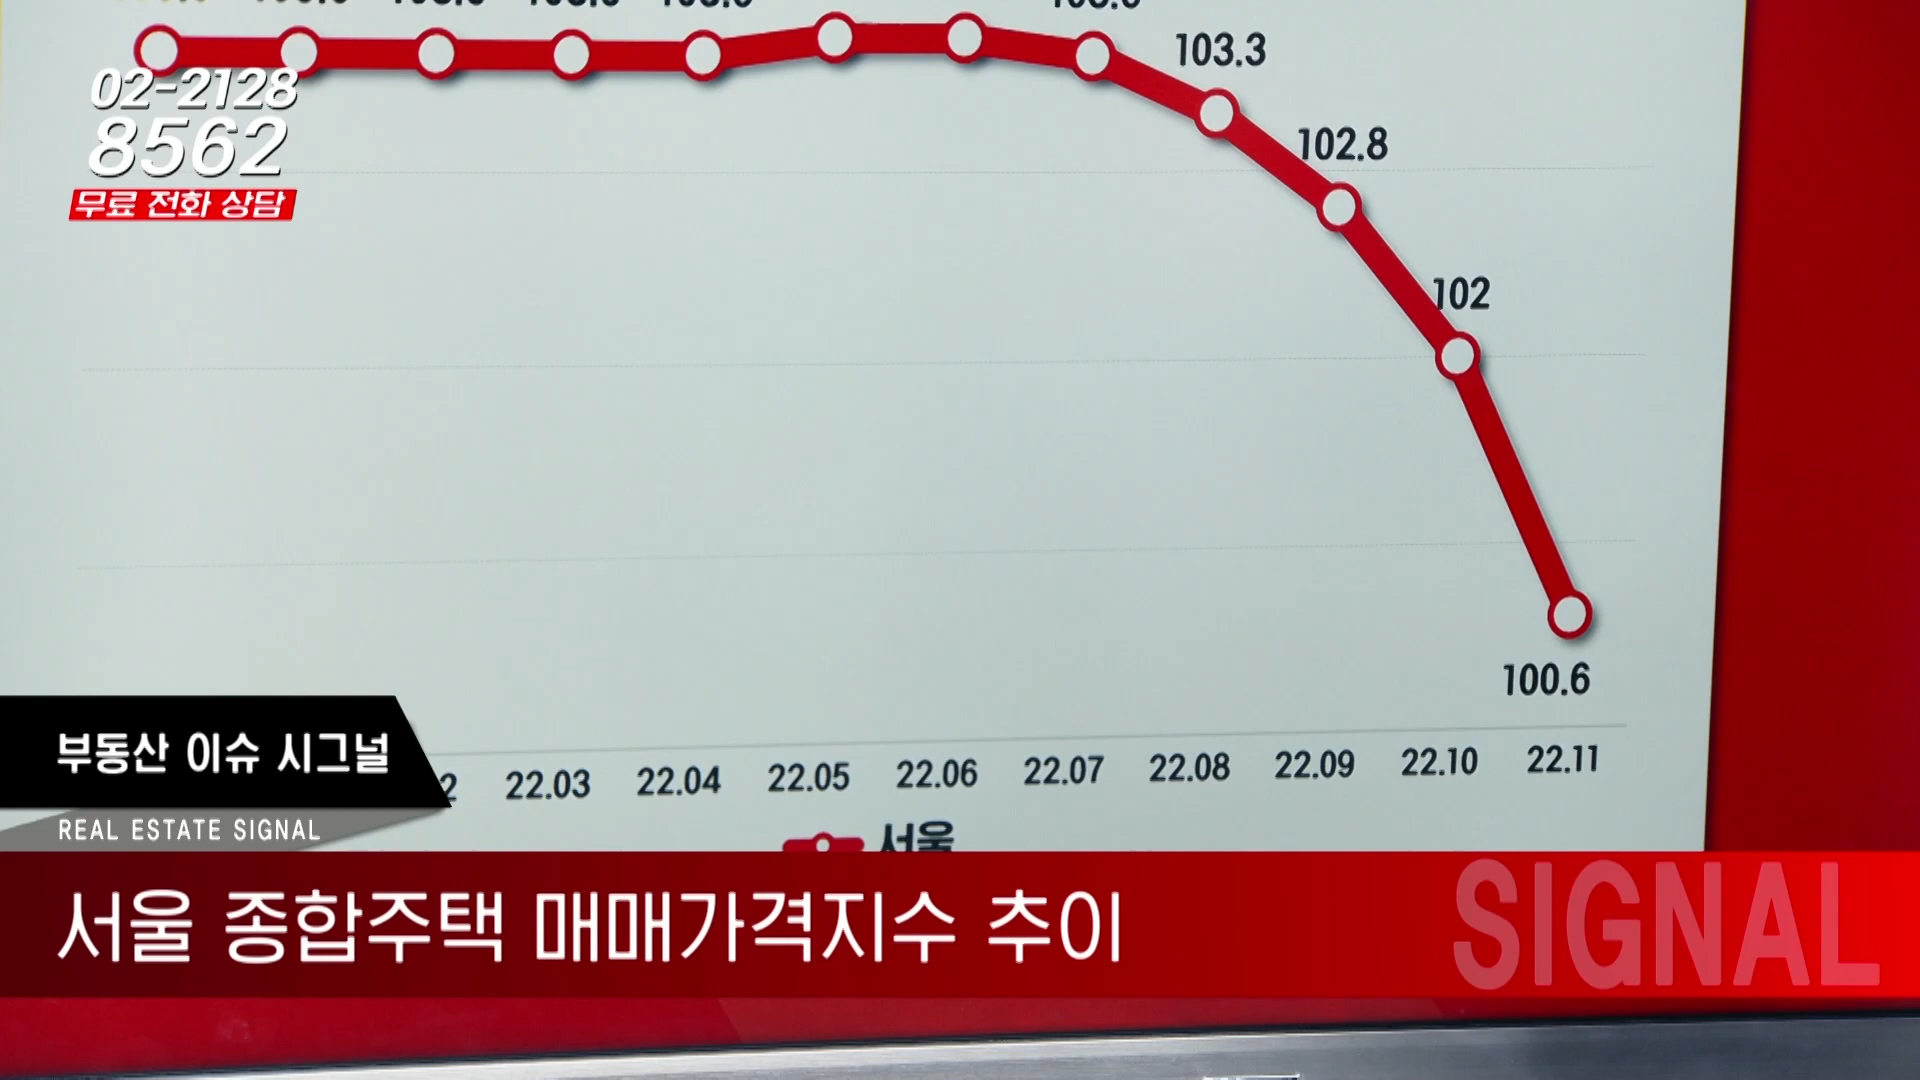 103.3
02-2128
8562
102.8
무료 전화 상담
102
100.6
부동산 이슈 시그널
22.03 22.04 22.05 22.06 22.07 22.08 22.09 22.10 22.11
REAL ESTATE SIGNAL
서울
서울 종합주택 매매가격지수 추이
SIGNAL